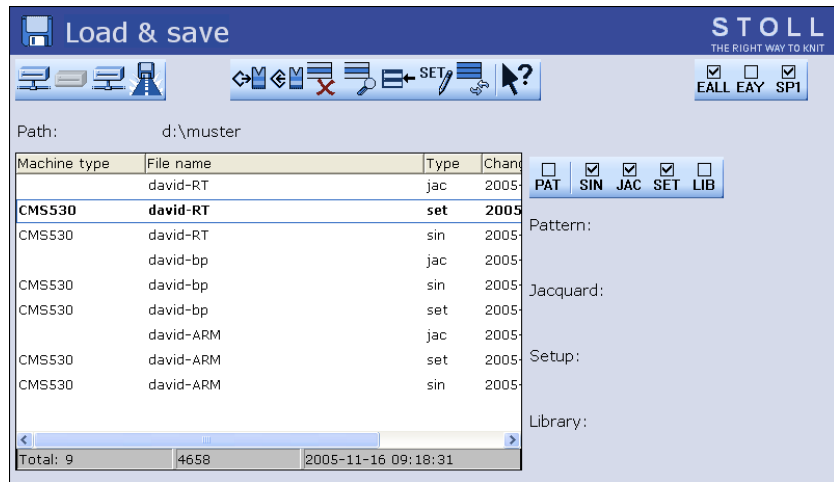 Load & save
STOLL
THE RIGHT WAY TO KNIT
SET
?
EALL EAY SP1
Path: d:\muster
Machine type File name Type Chang
david-RT jac 2005-
CMS530 david-RT set 2005
CMS530 david-RT sin 2005-
david-bp jac 2005-
CMS530 david-bp sin 2005-
CMS530 david-bp set 2005-
david-ARM jac 2005-
CMS530 david-ARM set 2005-
CMS530 david-ARM sin 2005-
Total: 9 4658 2005-11-16 09:18:31
PAT SIN JAC SET LIB
Pattern:
Jacquard:
Setup:
Library: